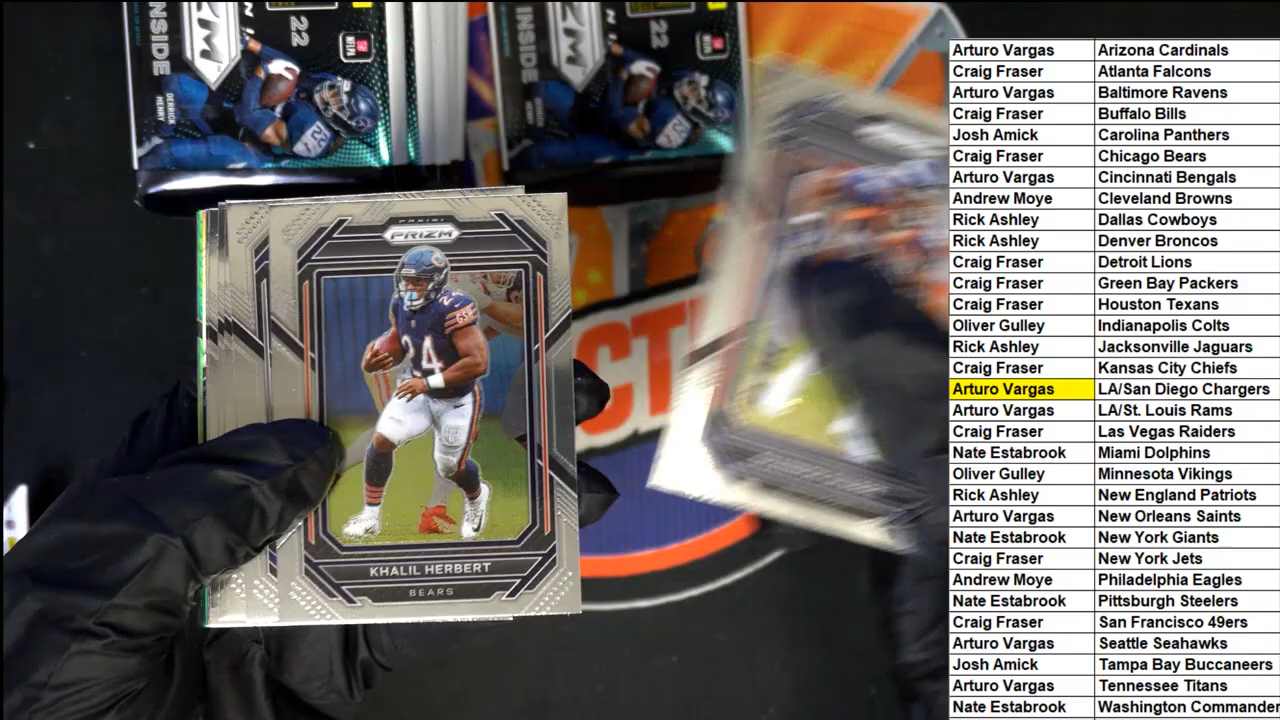 INSIDE
22
DERRICK
HENRY
22
PANINI
PRIZM
24
KHALIL HERBERT
BEARS
Arturo Vargas Arizona Cardinals
Craig Fraser Atlanta Falcons
Arturo Vargas Baltimore Ravens
Craig Fraser Buffalo Bills
Josh Amick Carolina Panthers
Craig Fraser Chicago Bears
Arturo Vargas Cincinnati Bengals
Andrew Moye Cleveland Browns
Rick Ashley Dallas Cowboys
Rick Ashley Denver Broncos
Craig Fraser Detroit Lions
Craig Fraser Green Bay Packers
Craig Fraser Houston Texans
Oliver Gulley Indianapolis Colts
Rick Ashley Jacksonville Jaguars
Craig Fraser Kansas City Chiefs
Arturo Vargas LA/San Diego Chargers
Arturo Vargas LA/St. Louis Rams
Craig Fraser Las Vegas Raiders
Nate Estabrook Miami Dolphins
Oliver Gulley Minnesota Vikings
Rick Ashley New England Patriots
Arturo Vargas New Orleans Saints
Nate Estabrook New York Giants
Craig Fraser New York Jets
Andrew Moye Philadelphia Eagles
Nate Estabrook Pittsburgh Steelers
Craig Fraser San Francisco 49ers
Arturo Vargas Seattle Seahawks
Josh Amick Tampa Bay Buccaneers
Arturo Vargas Tennessee Titans
Nate Estabrook Washington Commander